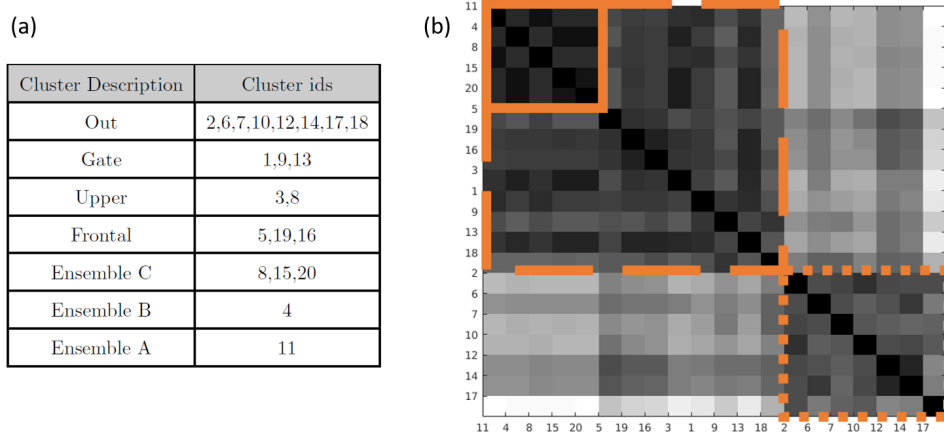 (a)
Cluster Description Cluster ids
Out 2,6,7,10,12,14,17,18
Gate 1,9,13
Upper 3,8
Frontal 5,19,16
Ensemble C 8,15,20
Ensemble B 4
Ensemble A 11
(b)
11
4
8
15
20
5
19
16
3
1
9
13
18
2
6
7
10
12
14
17
11 4 8 15 20 5 19 16 3 1 9 13 18 2 6 7 10 12 14 17